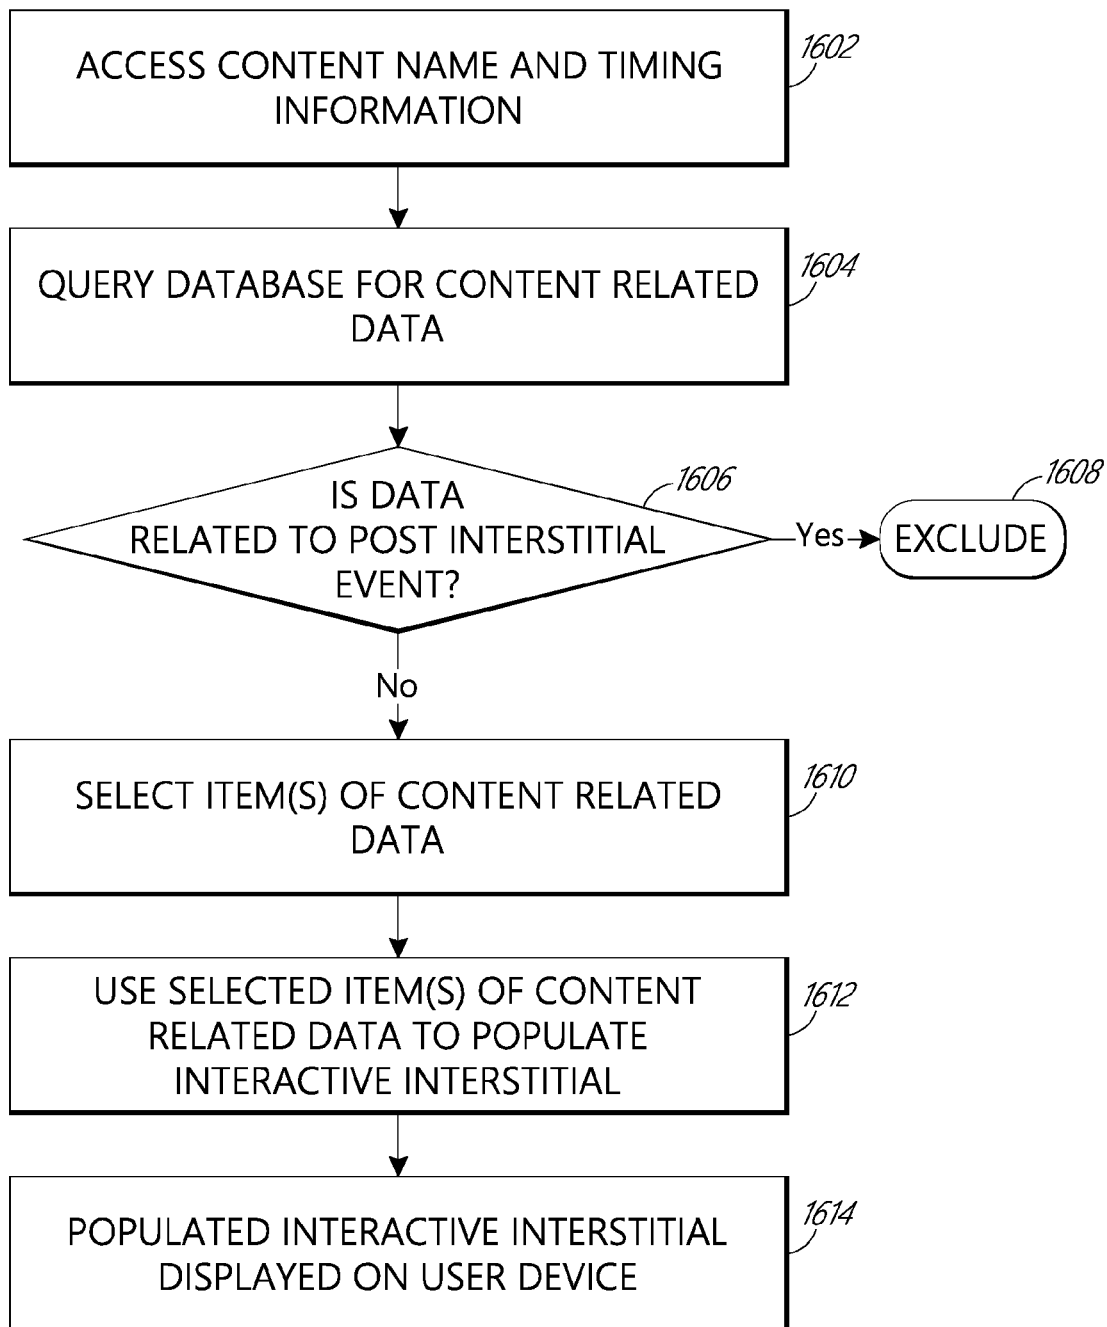 ACCESS CONTENT NAME AND TIMING
INFORMATION
1602
QUERY DATABASE FOR CONTENT RELATED
DATA
1604
IS DATA
RELATED TO POST INTERSTITIAL
EVENT?
1606
Yes
EXCLUDE
1608
No
SELECT ITEM(S) OF CONTENT RELATED
DATA
1610
USE SELECTED ITEM(S) OF CONTENT
RELATED DATA TO POPULATE
INTERACTIVE INTERSTITIAL
1612
POPULATED INTERACTIVE INTERSTITIAL
DISPLAYED ON USER DEVICE
1614